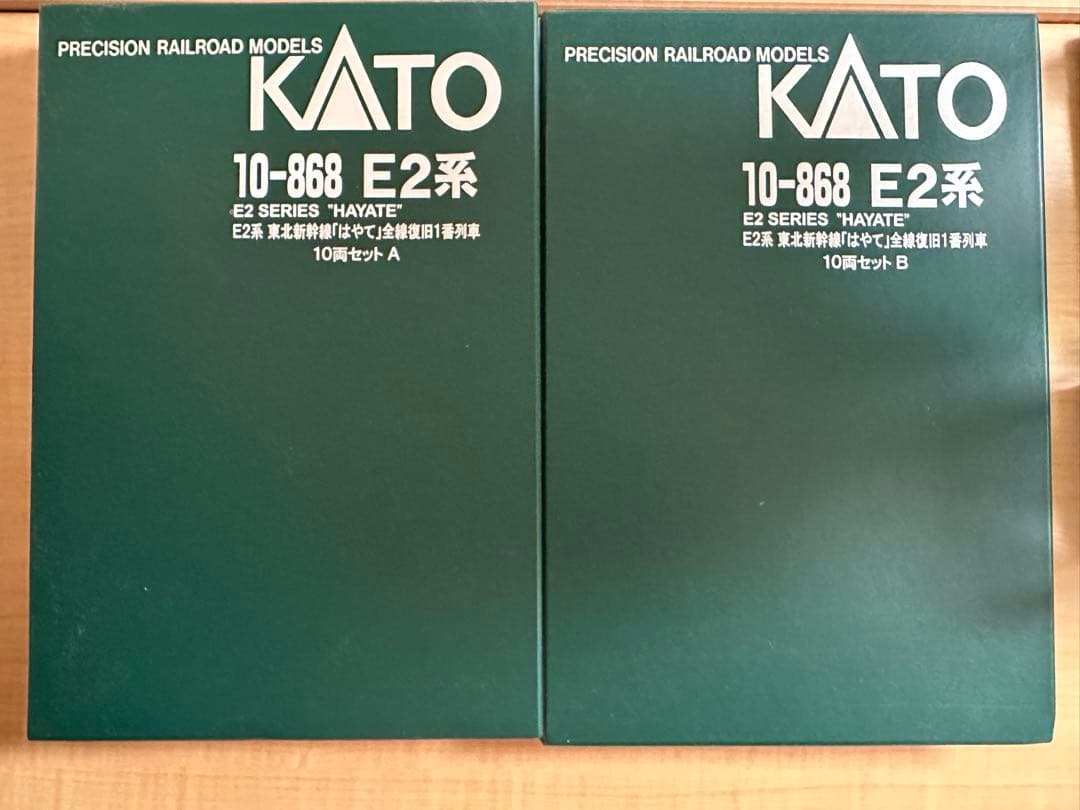 PRECISION RAILROAD MODELS
KATO
10-868 E2系
E2 SERIES "HAYATE"
E2系 東北新幹線「はやて」全線復旧1番列車
10両セット A
PRECISION RAILROAD MODELS
KATO
10-868 E2系
E2 SERIES "HAYATE"
E2系 東北新幹線「はやて」全線復旧1番列車
10両セット B